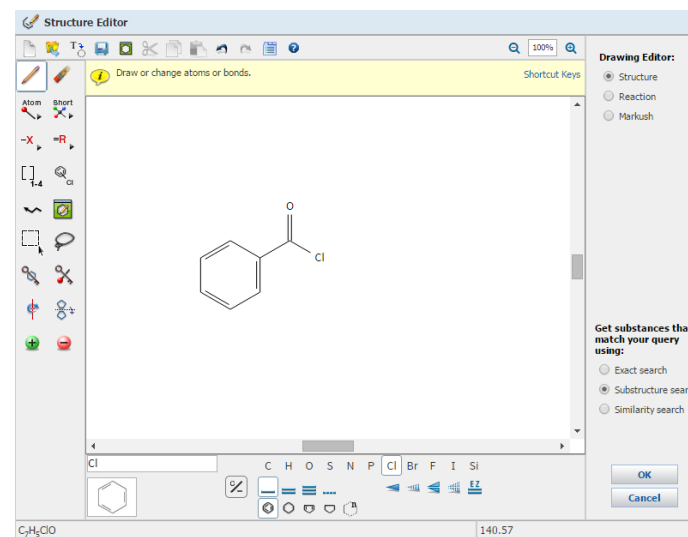 Structure Editor
100%
Draw or change atoms or bonds.
Shortcut Keys
Drawing Editor:
Structure
Reaction
Markush
Atom
Short
-X
=R
[ ]
1-4
Cl
O
Cl
Get substances tha
match your query
using:
Exact search
Substructure sear
Similarity search
Cl
C H O S N P Cl Br F I Si
EZ
OK
Cancel
C₇H₅ClO
140.57